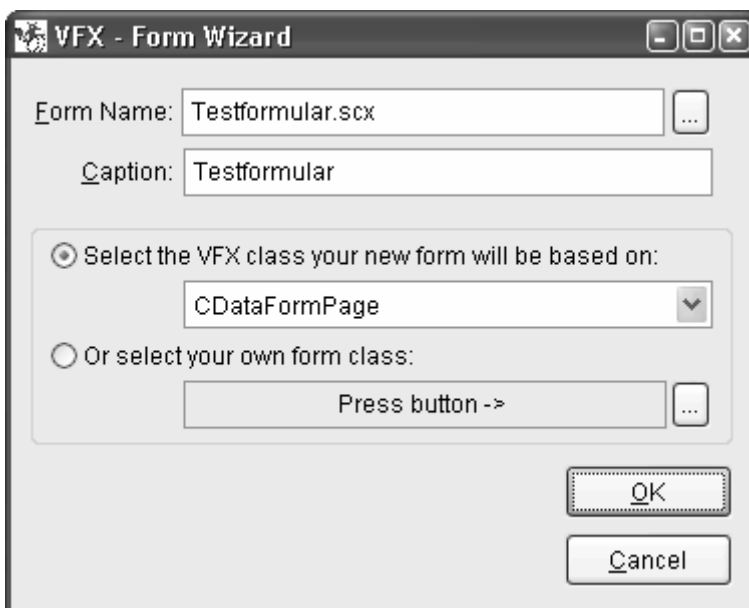 VFX - Form Wizard
Form Name: Testformular.scx ...
Caption: Testformular
Select the VFX class your new form will be based on:
CDataFormPage
Or select your own form class:
Press button -> ...
OK
Cancel